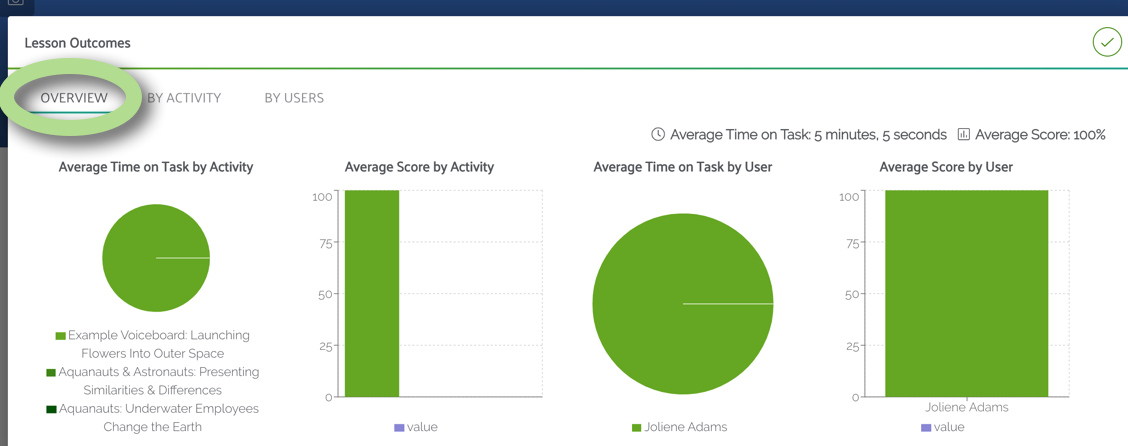 Lesson Outcomes
OVERVIEW
BY ACTIVITY
BY USERS
Average Time on Task: 5 minutes, 5 seconds
Average Score: 100%
Average Time on Task by Activity
Example Voiceboard: Launching
Flowers Into Outer Space
Aquanauts & Astronauts: Presenting
Similarities & Differences
Aquanauts: Underwater Employees
Change the Earth
Average Score by Activity
100
75
50
25
0
value
Average Time on Task by User
Joliene Adams
Average Score by User
100
75
50
25
0
Joliene Adams
value